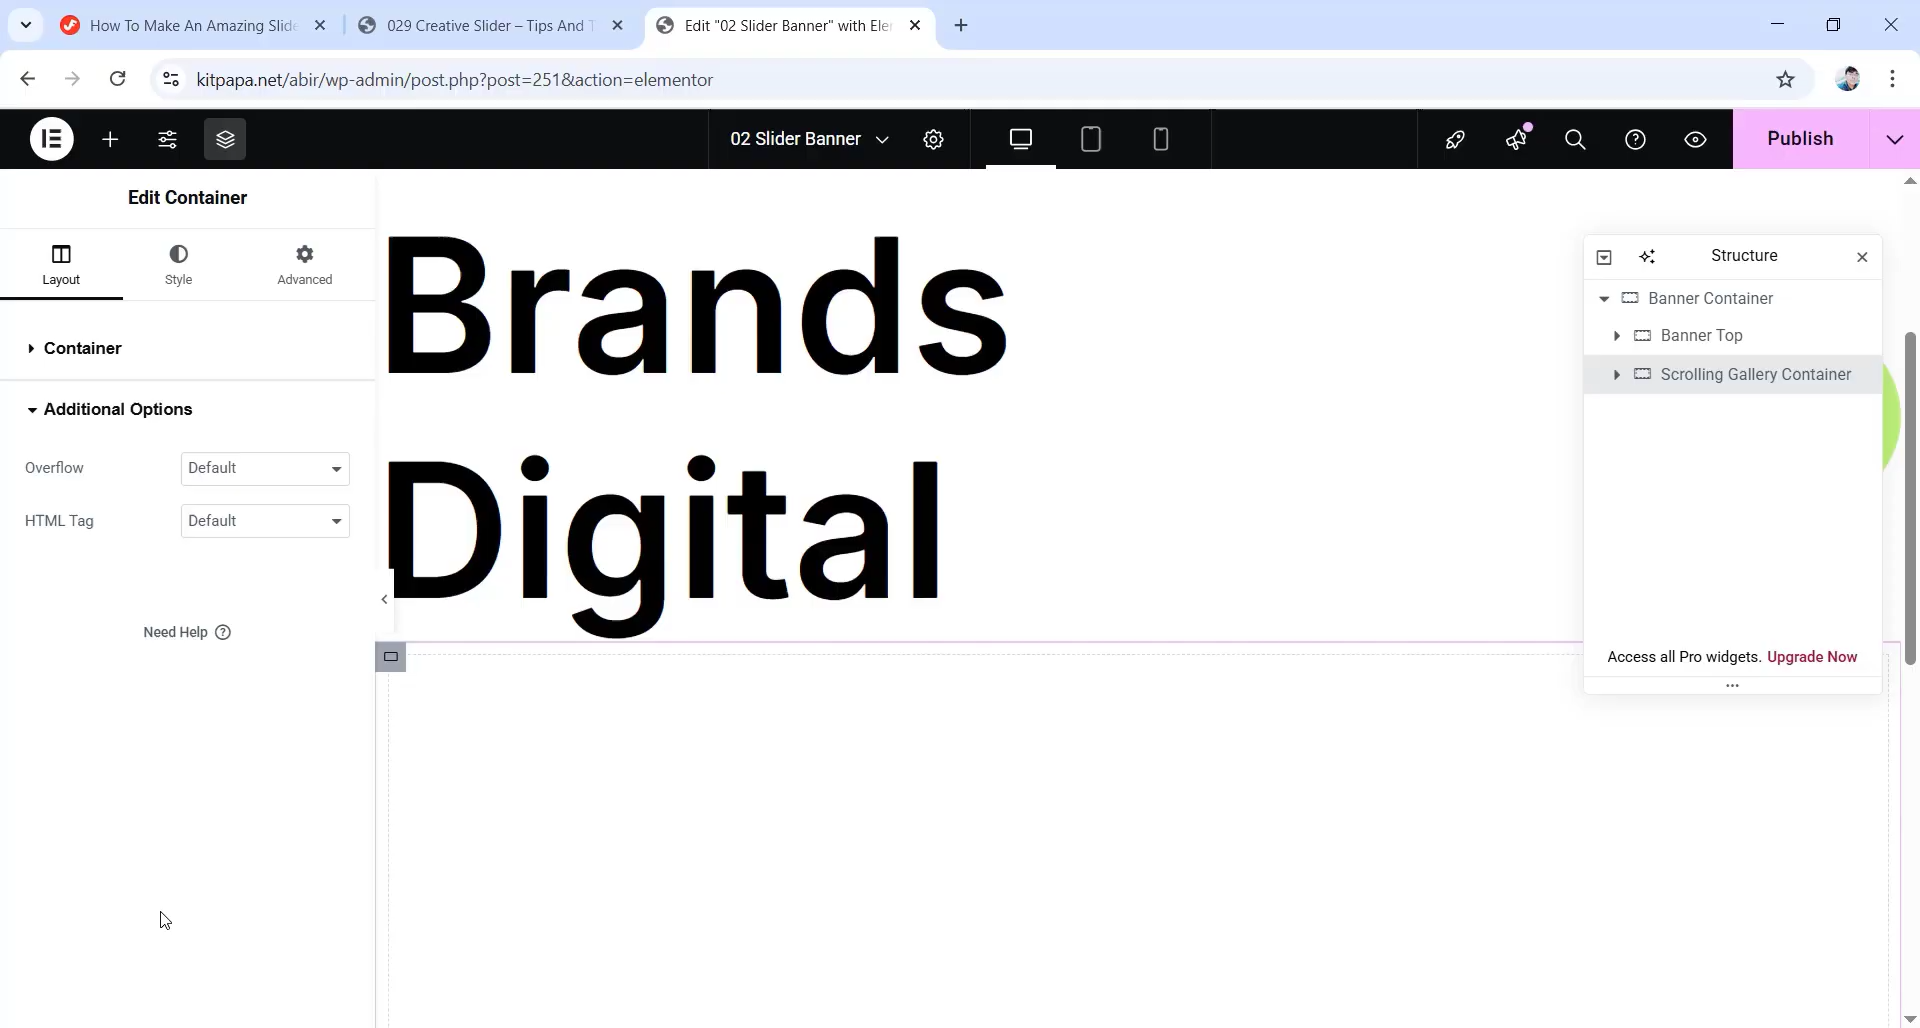 How To Make An Amazing Slide
029 Creative Slider – Tips And T
Edit "02 Slider Banner" with Eler
kitpapa.net/abir/wp-admin/post.php?post=251&action=elementor
02 Slider Banner
Publish
Edit Container
Layout
Style
Advanced
Container
Additional Options
Overflow
Default
HTML Tag
Default
Need Help
Brands
Digital
Structure
Banner Container
Banner Top
Scrolling Gallery Container
Access all Pro widgets. Upgrade Now